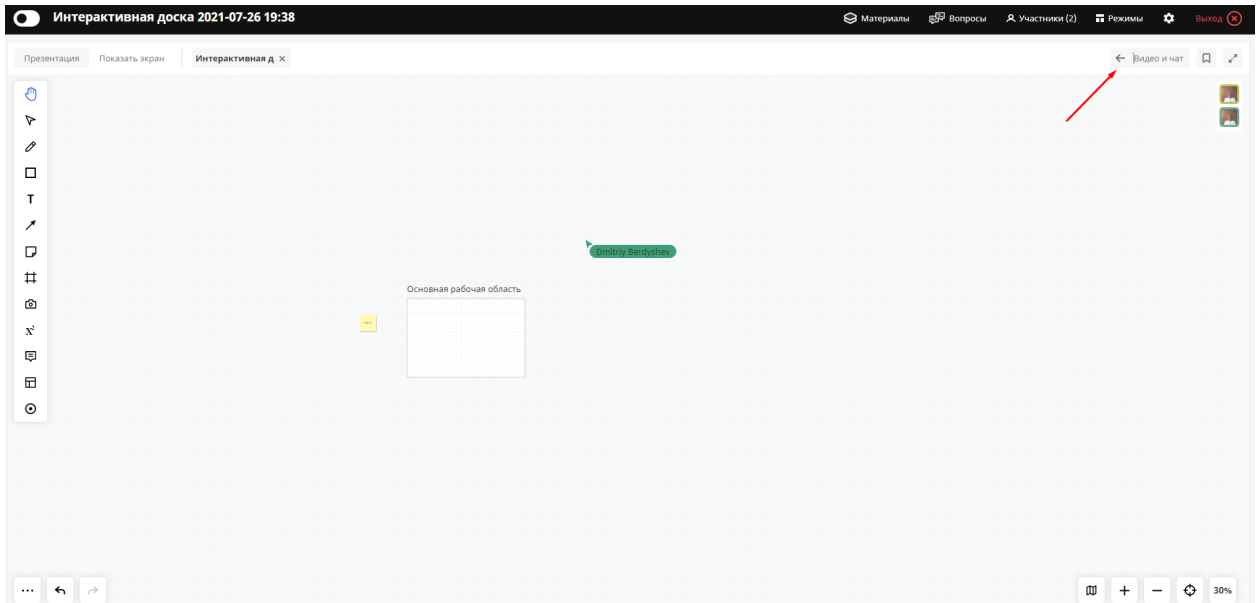 Интерактивная доска 2021-07-26 19:38
Материалы
Вопросы
Участники (2)
Режимы
Выход
Презентация
Показать экран
Интерактивная д
Видео и чат
T
Dmitriy Berdyshev
Основная рабочая область
x²
30%